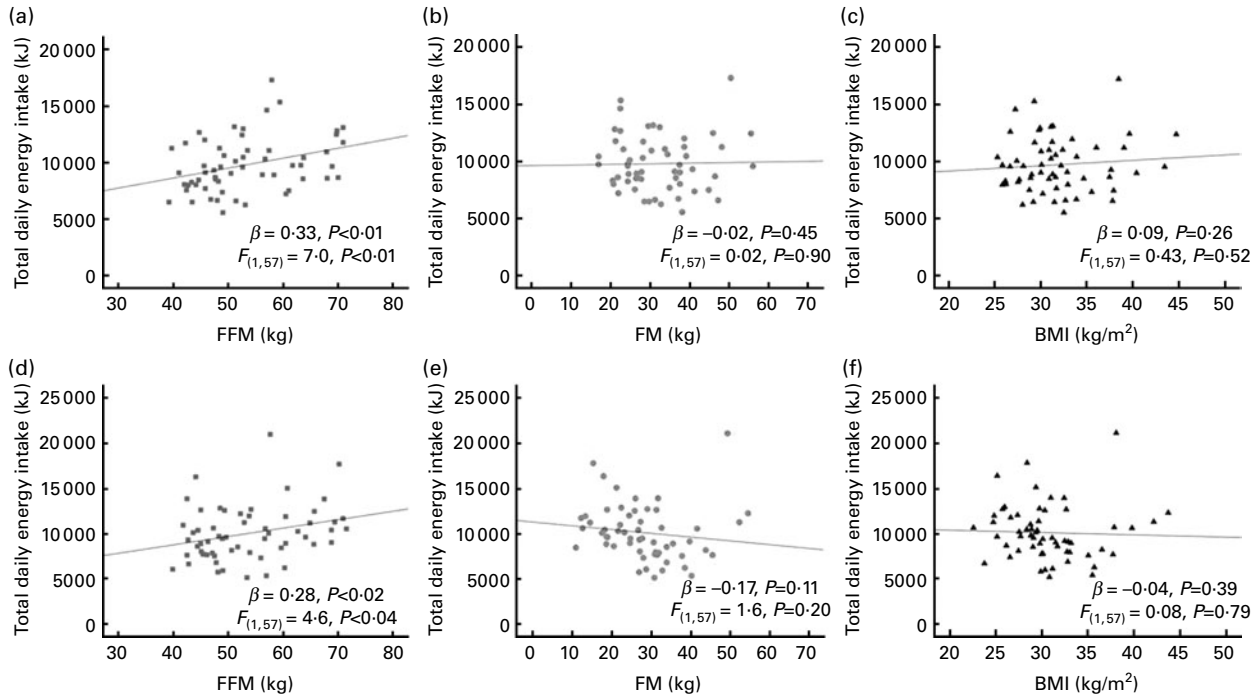 (a)
Total daily energy intake (kJ)
20 000
15 000
10 000
5000
0
30 40 50 60 70 80
FFM (kg)
β = 0·33, P<0·01
F(1,57) = 7·0, P<0·01
(b)
Total daily energy intake (kJ)
20 000
15 000
10 000
5000
0
0 10 20 30 40 50 60 70
FM (kg)
β = –0·02, P=0·45
F(1,57) = 0·02, P=0·90
(c)
Total daily energy intake (kJ)
20 000
15 000
10 000
5000
0
20 25 30 35 40 45 50
BMI (kg/m²)
β = 0·09, P=0·26
F(1,57) = 0·43, P=0·52
(d)
Total daily energy intake (kJ)
25 000
20 000
15 000
10 000
5000
0
30 40 50 60 70 80
FFM (kg)
β = 0·28, P<0·02
F(1,57) = 4·6, P<0·04
(e)
Total daily energy intake (kJ)
25 000
20 000
15 000
10 000
5000
0
0 10 20 30 40 50 60 70
FM (kg)
β = –0·17, P=0·11
F(1,57) = 1·6, P=0·20
(f)
Total daily energy intake (kJ)
25 000
20 000
15 000
10 000
5000
0
20 25 30 35 40 45 50
BMI (kg/m²)
β = –0·04, P=0·39
F(1,57) = 0·08, P=0·79